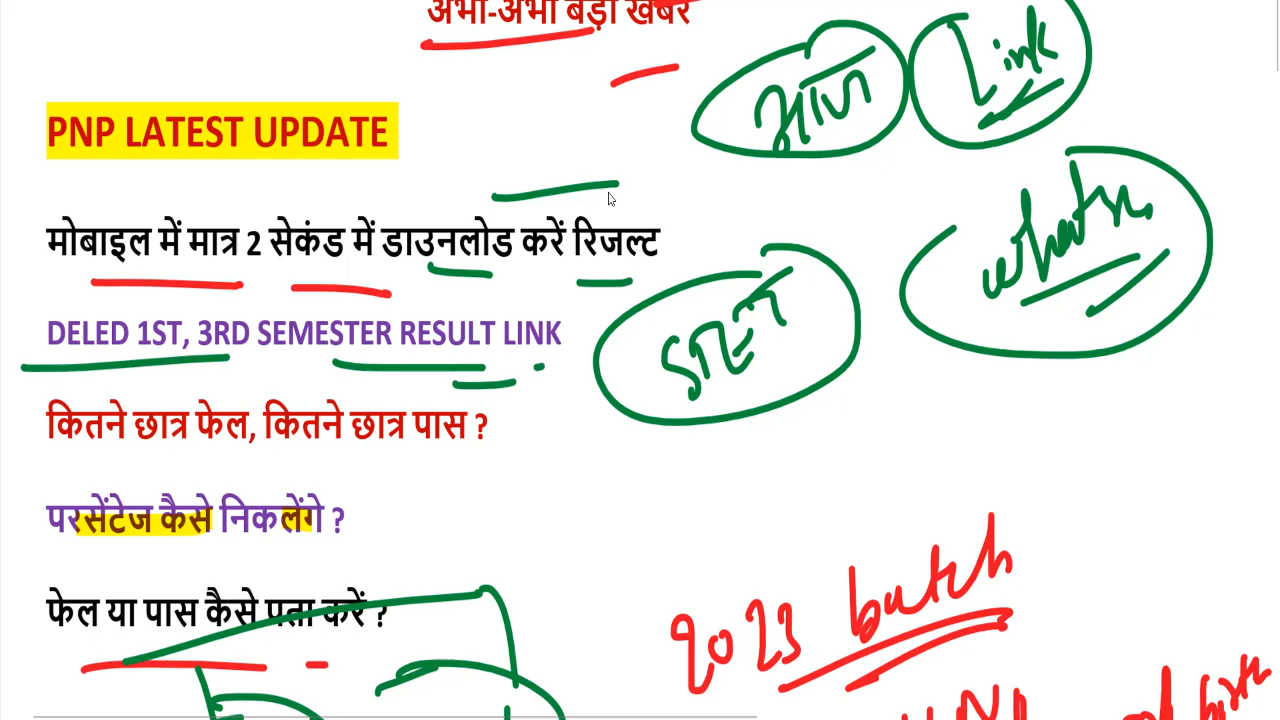 अभी-अभी बड़ी खबर
आज Link
PNP LATEST UPDATE
whats
मोबाइल में मात्र 2 सेकंड में डाउनलोड करें रिजल्ट
DELED 1ST, 3RD SEMESTER RESULT LINK
कितने छात्र फेल, कितने छात्र पास ?
परसेंटेज कैसे निकलेंगे ?
फेल या पास कैसे पता करें ?
2023 batch
birth